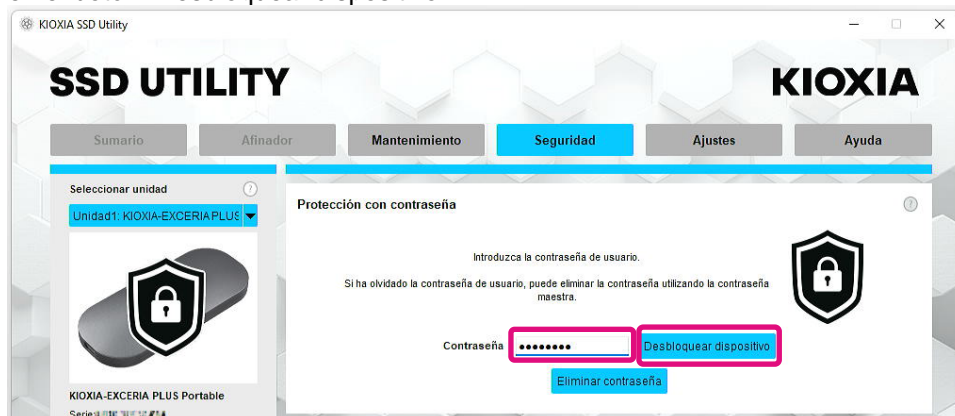 KIOXIA SSD Utility
SSD UTILITY
KIOXIA
Sumario
Afinador
Mantenimiento
Seguridad
Ajustes
Ayuda
Seleccionar unidad
Unidad1: KIOXIA-EXCERIA PLUS
Protección con contraseña
Introduzca la contraseña de usuario.
Si ha olvidado la contraseña de usuario, puede eliminar la contraseña utilizando la contraseña
maestra.
Contraseña
Desbloquear dispositivo
Eliminar contraseña
KIOXIA-EXCERIA PLUS Portable